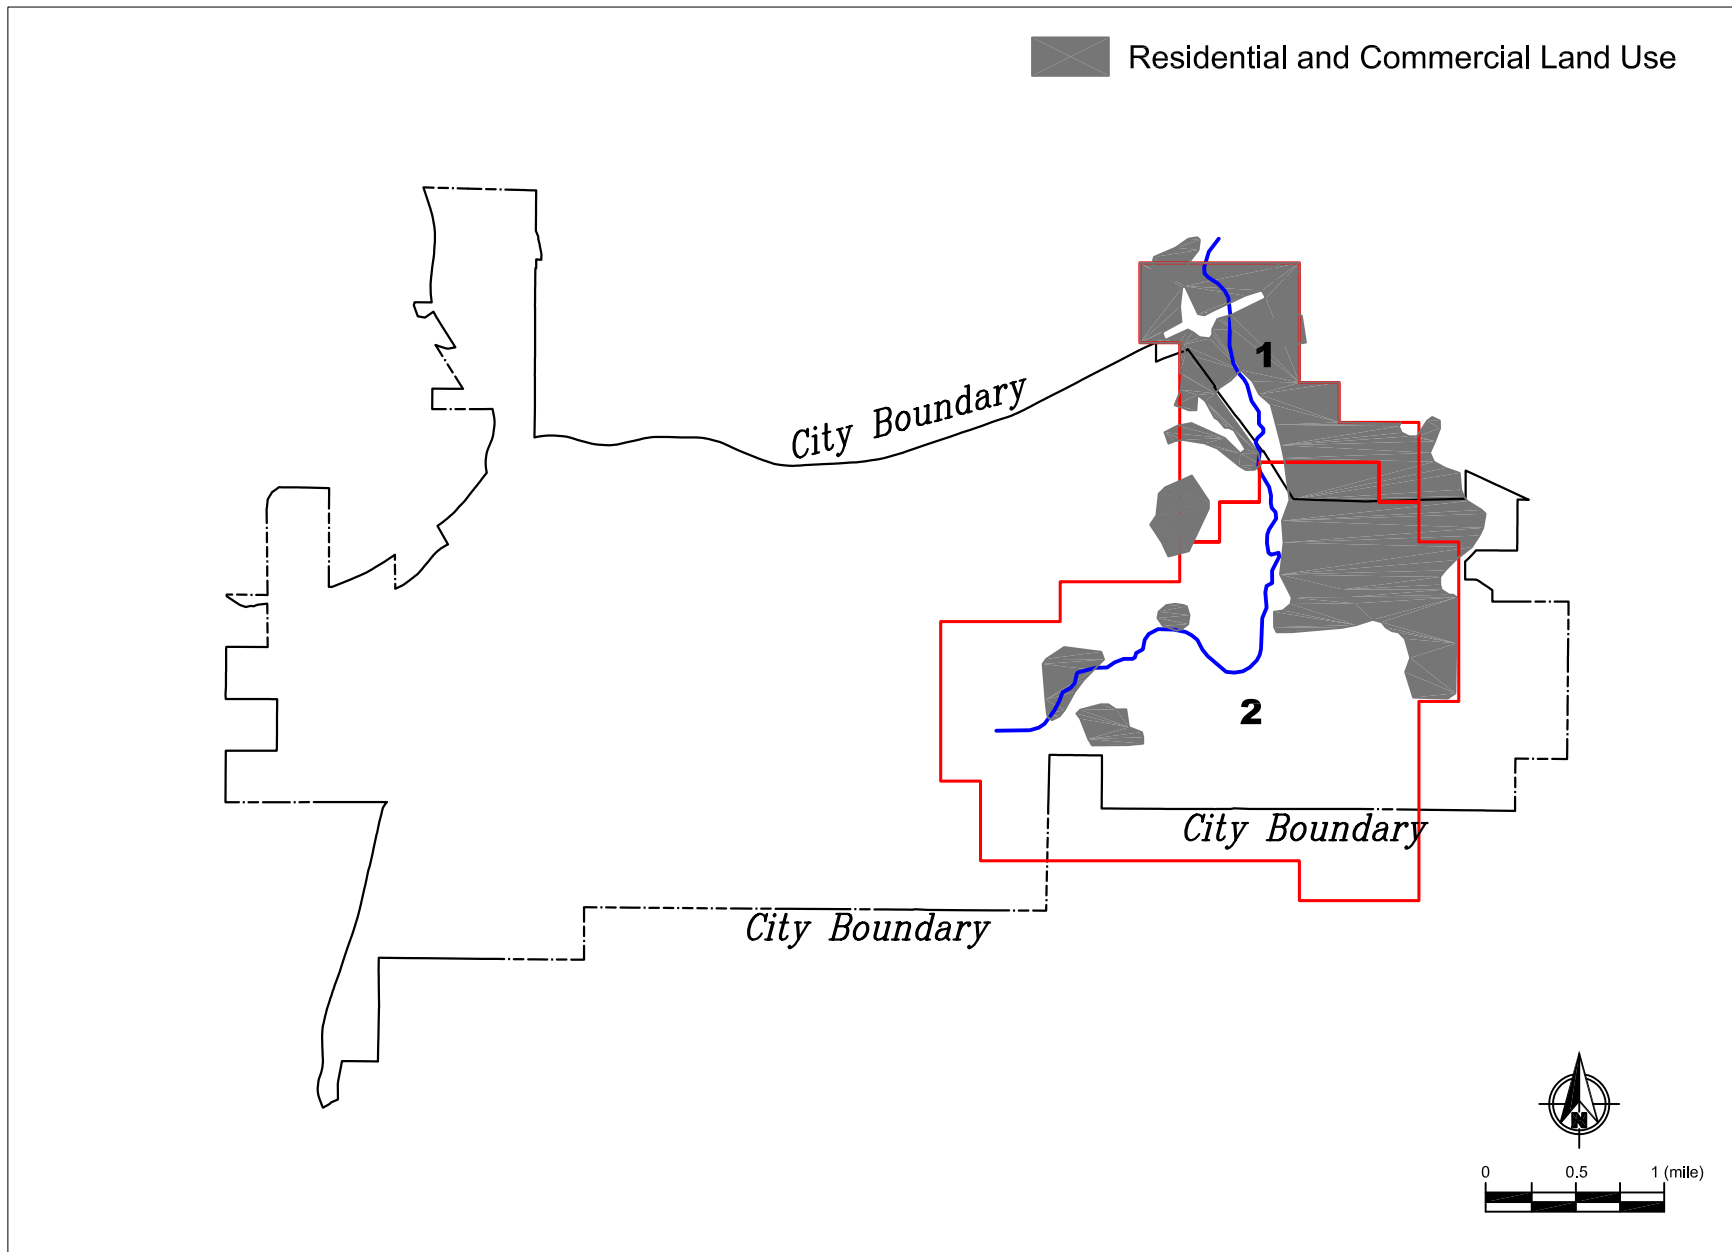 Residential and Commercial Land Use
1
City Boundary
2
City Boundary
City Boundary
N
0 0.5 1 (mile)